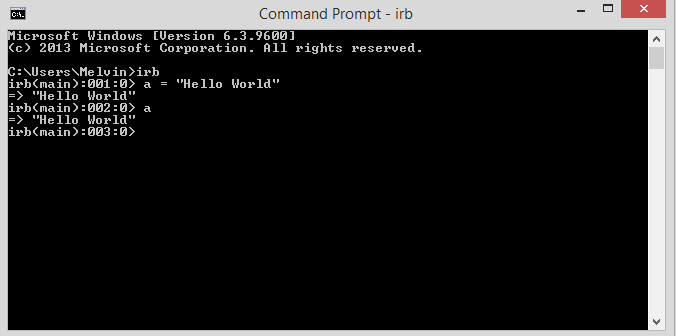 Command Prompt - irb
Microsoft Windows [Version 6.3.9600]
(c) 2013 Microsoft Corporation. All rights reserved.
C:\Users\Melvin>irb
irb(main):001:0> a = "Hello World"
=> "Hello World"
irb(main):002:0> a
=> "Hello World"
irb(main):003:0>